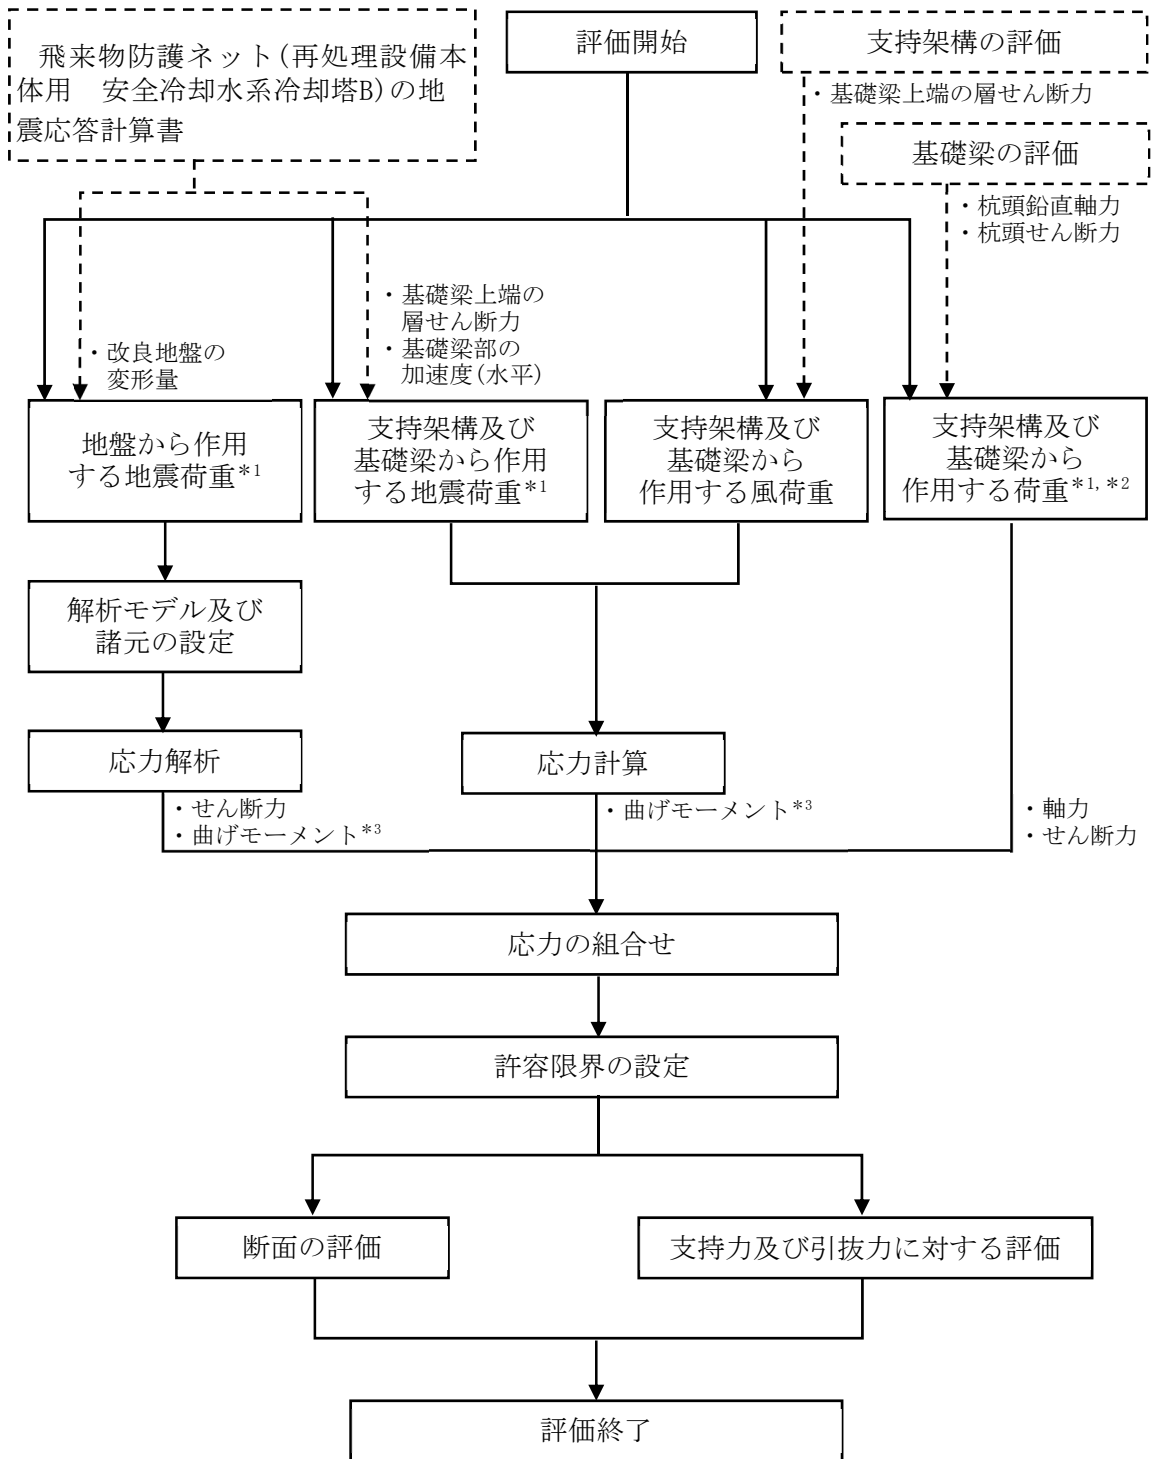 飛来物防護ネット(再処理設備本
体用　安全冷却水系冷却塔B)の地
震応答計算書
評価開始
支持架構の評価
・基礎梁上端の層せん断力
基礎梁の評価
・杭頭鉛直軸力
・杭頭せん断力
・基礎梁上端の
層せん断力
・基礎梁部の
加速度(水平)
・改良地盤の
変形量
地盤から作用
する地震荷重*1
支持架構及び
基礎梁から作用
する地震荷重*1
支持架構及び
基礎梁から
作用する風荷重
支持架構及び
基礎梁から
作用する荷重*1,*2
解析モデル及び
諸元の設定
応力解析
・せん断力
・曲げモーメント*3
応力計算
・曲げモーメント*3
・軸力
・せん断力
応力の組合せ
許容限界の設定
断面の評価
支持力及び引抜力に対する評価
評価終了